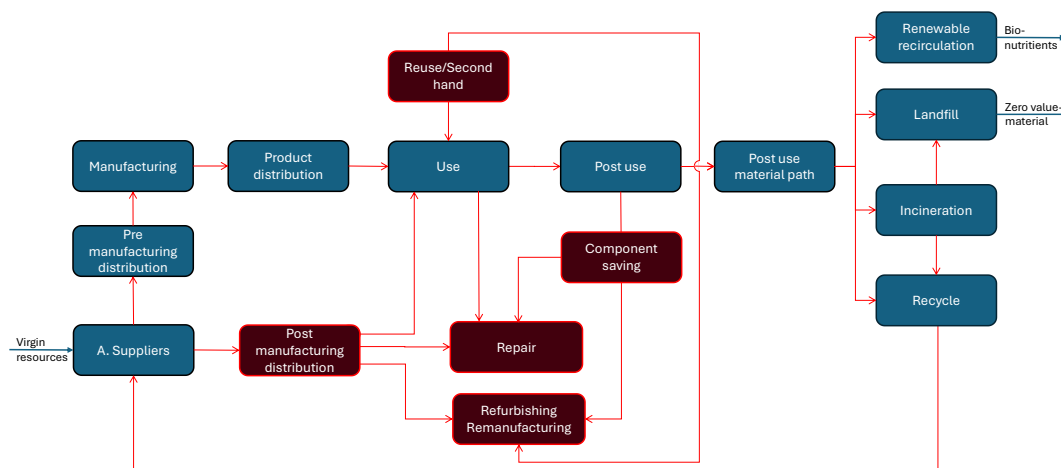 Renewable
recirculation
Bio-
nutritients
Reuse/Second
hand
Landfill
Zero value-
material
Manufacturing
Product
distribution
Use
Post use
Post use
material path
Incineration
Pre
manufacturing
distribution
Component
saving
Recycle
Virgin
resources
A. Suppliers
Post
manufacturing
distribution
Repair
Refurbishing
Remanufacturing